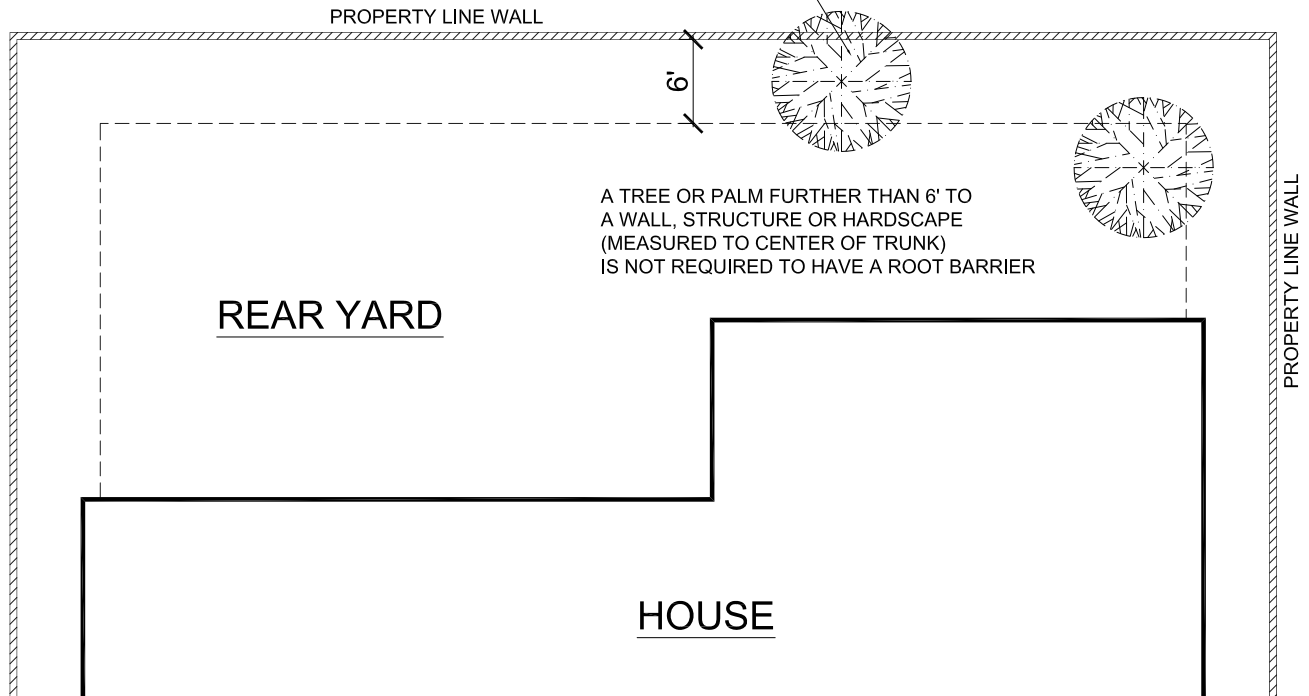 PROPERTY LINE WALL
6'
A TREE OR PALM FURTHER THAN 6' TO
A WALL, STRUCTURE OR HARDSCAPE
(MEASURED TO CENTER OF TRUNK)
IS NOT REQUIRED TO HAVE A ROOT BARRIER
PROPERTY LINE WALL
REAR YARD
HOUSE